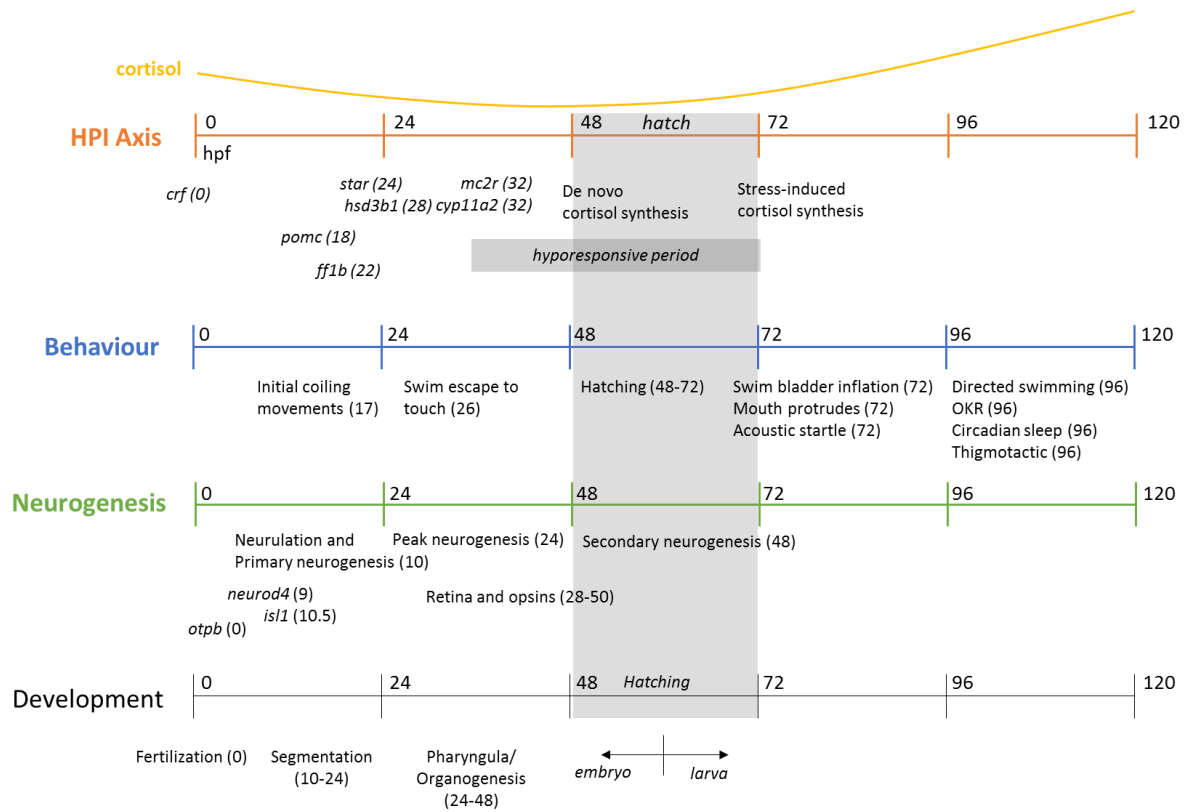 cortisol
HPI Axis
0 24 48 hatch 72 96 120
hpf
crf (0)
star (24) mc2r (32)
hsd3b1 (28) cyp11a2 (32)
De novo
cortisol synthesis
Stress-induced
cortisol synthesis
pomc (18)
hyporesponsive period
ff1b (22)
Behaviour
0 24 48 72 96 120
Initial coiling
movements (17)
Swim escape to
touch (26)
Hatching (48-72)
Swim bladder inflation (72)
Mouth protrudes (72)
Acoustic startle (72)
Directed swimming (96)
OKR (96)
Circadian sleep (96)
Thigmotactic (96)
Neurogenesis
0 24 48 72 96 120
Neurulation and
Primary neurogenesis (10)
Peak neurogenesis (24)
Secondary neurogenesis (48)
neurod4 (9)
isl1 (10.5)
otpb (0)
Retina and opsins (28-50)
Development
0 24 48 Hatching 72 96 120
Fertilization (0)
Segmentation
(10-24)
Pharyngula/
Organogenesis
(24-48)
embryo larva